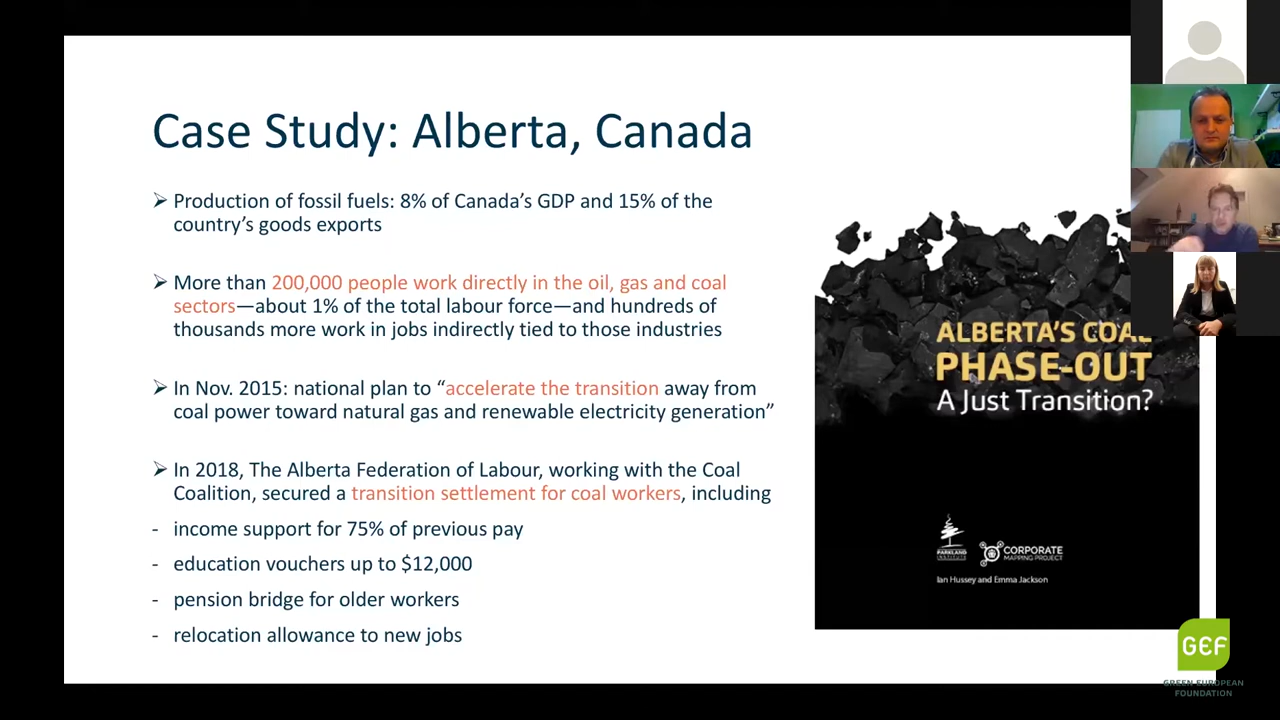 Case Study: Alberta, Canada
➢ Production of fossil fuels: 8% of Canada’s GDP and 15% of the
country’s goods exports
➢ More than 200,000 people work directly in the oil, gas and coal
sectors—about 1% of the total labour force—and hundreds of
thousands more work in jobs indirectly tied to those industries
➢ In Nov. 2015: national plan to “accelerate the transition away from
coal power toward natural gas and renewable electricity generation”
➢ In 2018, The Alberta Federation of Labour, working with the Coal
Coalition, secured a transition settlement for coal workers, including
- income support for 75% of previous pay
- education vouchers up to $12,000
- pension bridge for older workers
- relocation allowance to new jobs
ALBERTA’S COAL
PHASE-OUT
A Just Transition?
PARKLAND
CORPORATE
MAPPING PROJECT
Ian Hussey and Emma Jackson
GEF
GREEN EUROPEAN
FOUNDATION